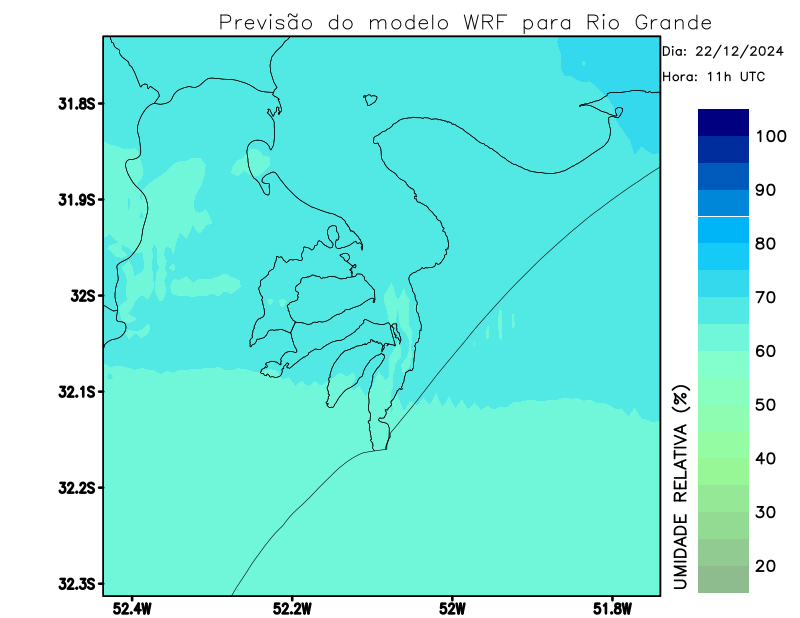 Previsão do modelo WRF para Rio Grande
Dia: 22/12/2024
Hora: 11h UTC
31.8S
31.9S
32S
32.1S
32.2S
32.3S
52.4W
52.2W
52W
51.8W
100
90
80
70
60
50
40
30
20
UMIDADE RELATIVA (%)